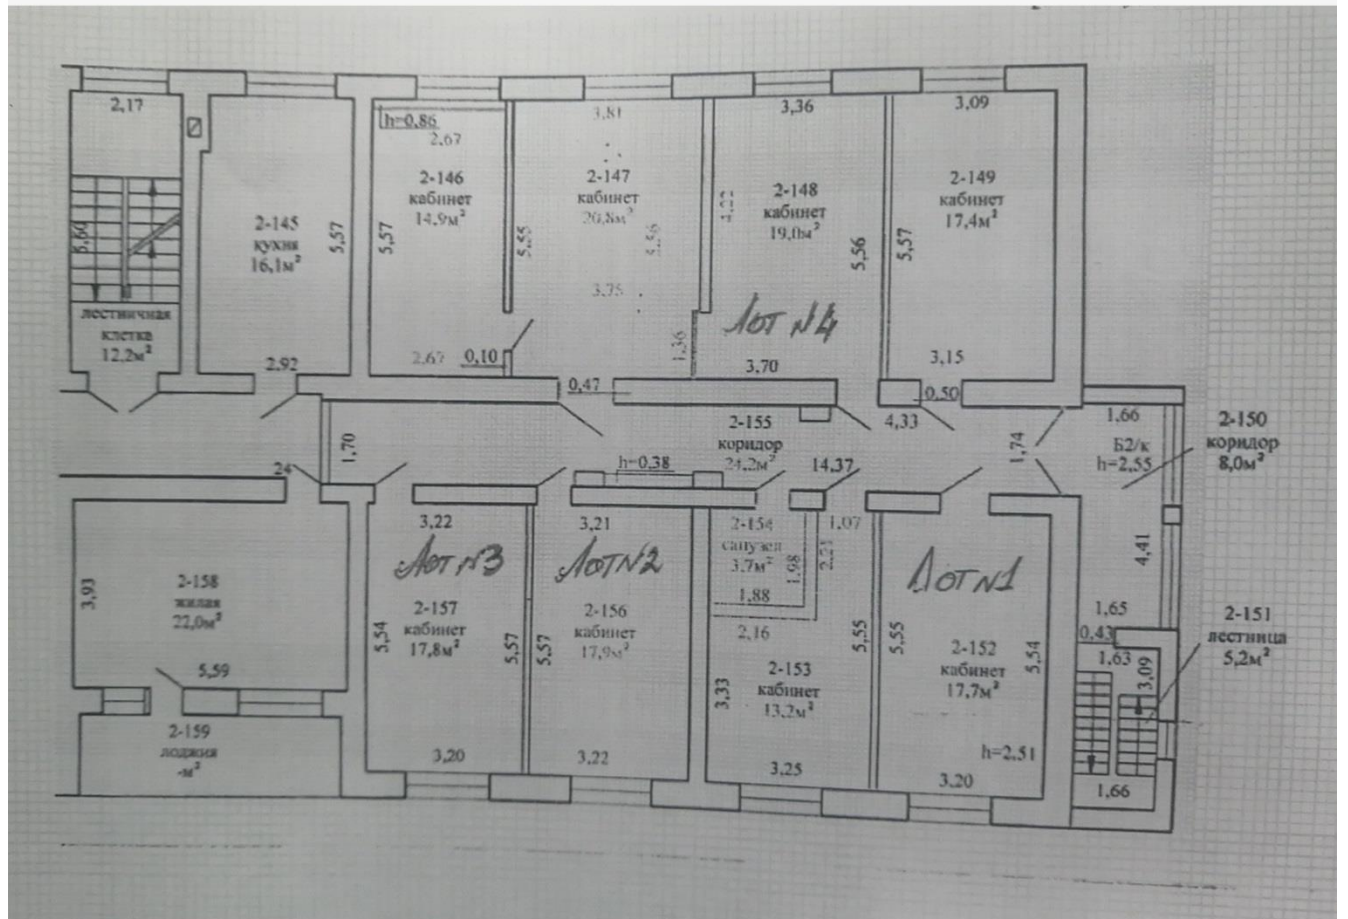 2,17
h=0,86
2,67
3,81
3,36
3,09
2-145
кухня
16,1м²
5,57
5,57
2-146
кабинет
14,9м²
5,55
2-147
кабинет
20,8м²
5,56
3,75
4,22
2-148
кабинет
19,0м²
5,56
5,57
2-149
кабинет
17,4м²
6,60
лестничная
клетка
12,2м²
2,92
2,67
0,10
1,36
Лот №4
3,70
3,15
0,47
0,50
1,70
2-155
коридор
24,2м²
4,33
14,37
1,74
h=0,38
24
1,66
Б2/к
h=2,55
2-150
коридор
8,0м²
4,41
3,93
2-158
жилая
22,0м²
5,59
2-159
лоджия
-м²
3,22
Лот №3
2-157
кабинет
17,8м²
5,54
5,57
3,20
3,21
Лот №2
2-156
кабинет
17,9м²
5,57
3,22
2-154
санузел
3,7м²
1,98
2,21
1,07
1,88
2,16
3,33
2-153
кабинет
13,2м²
5,55
3,25
Лот №1
5,55
2-152
кабинет
17,7м²
5,54
h=2,51
3,20
1,65
0,43
1,63
3,09
1,66
2-151
лестница
5,2м²